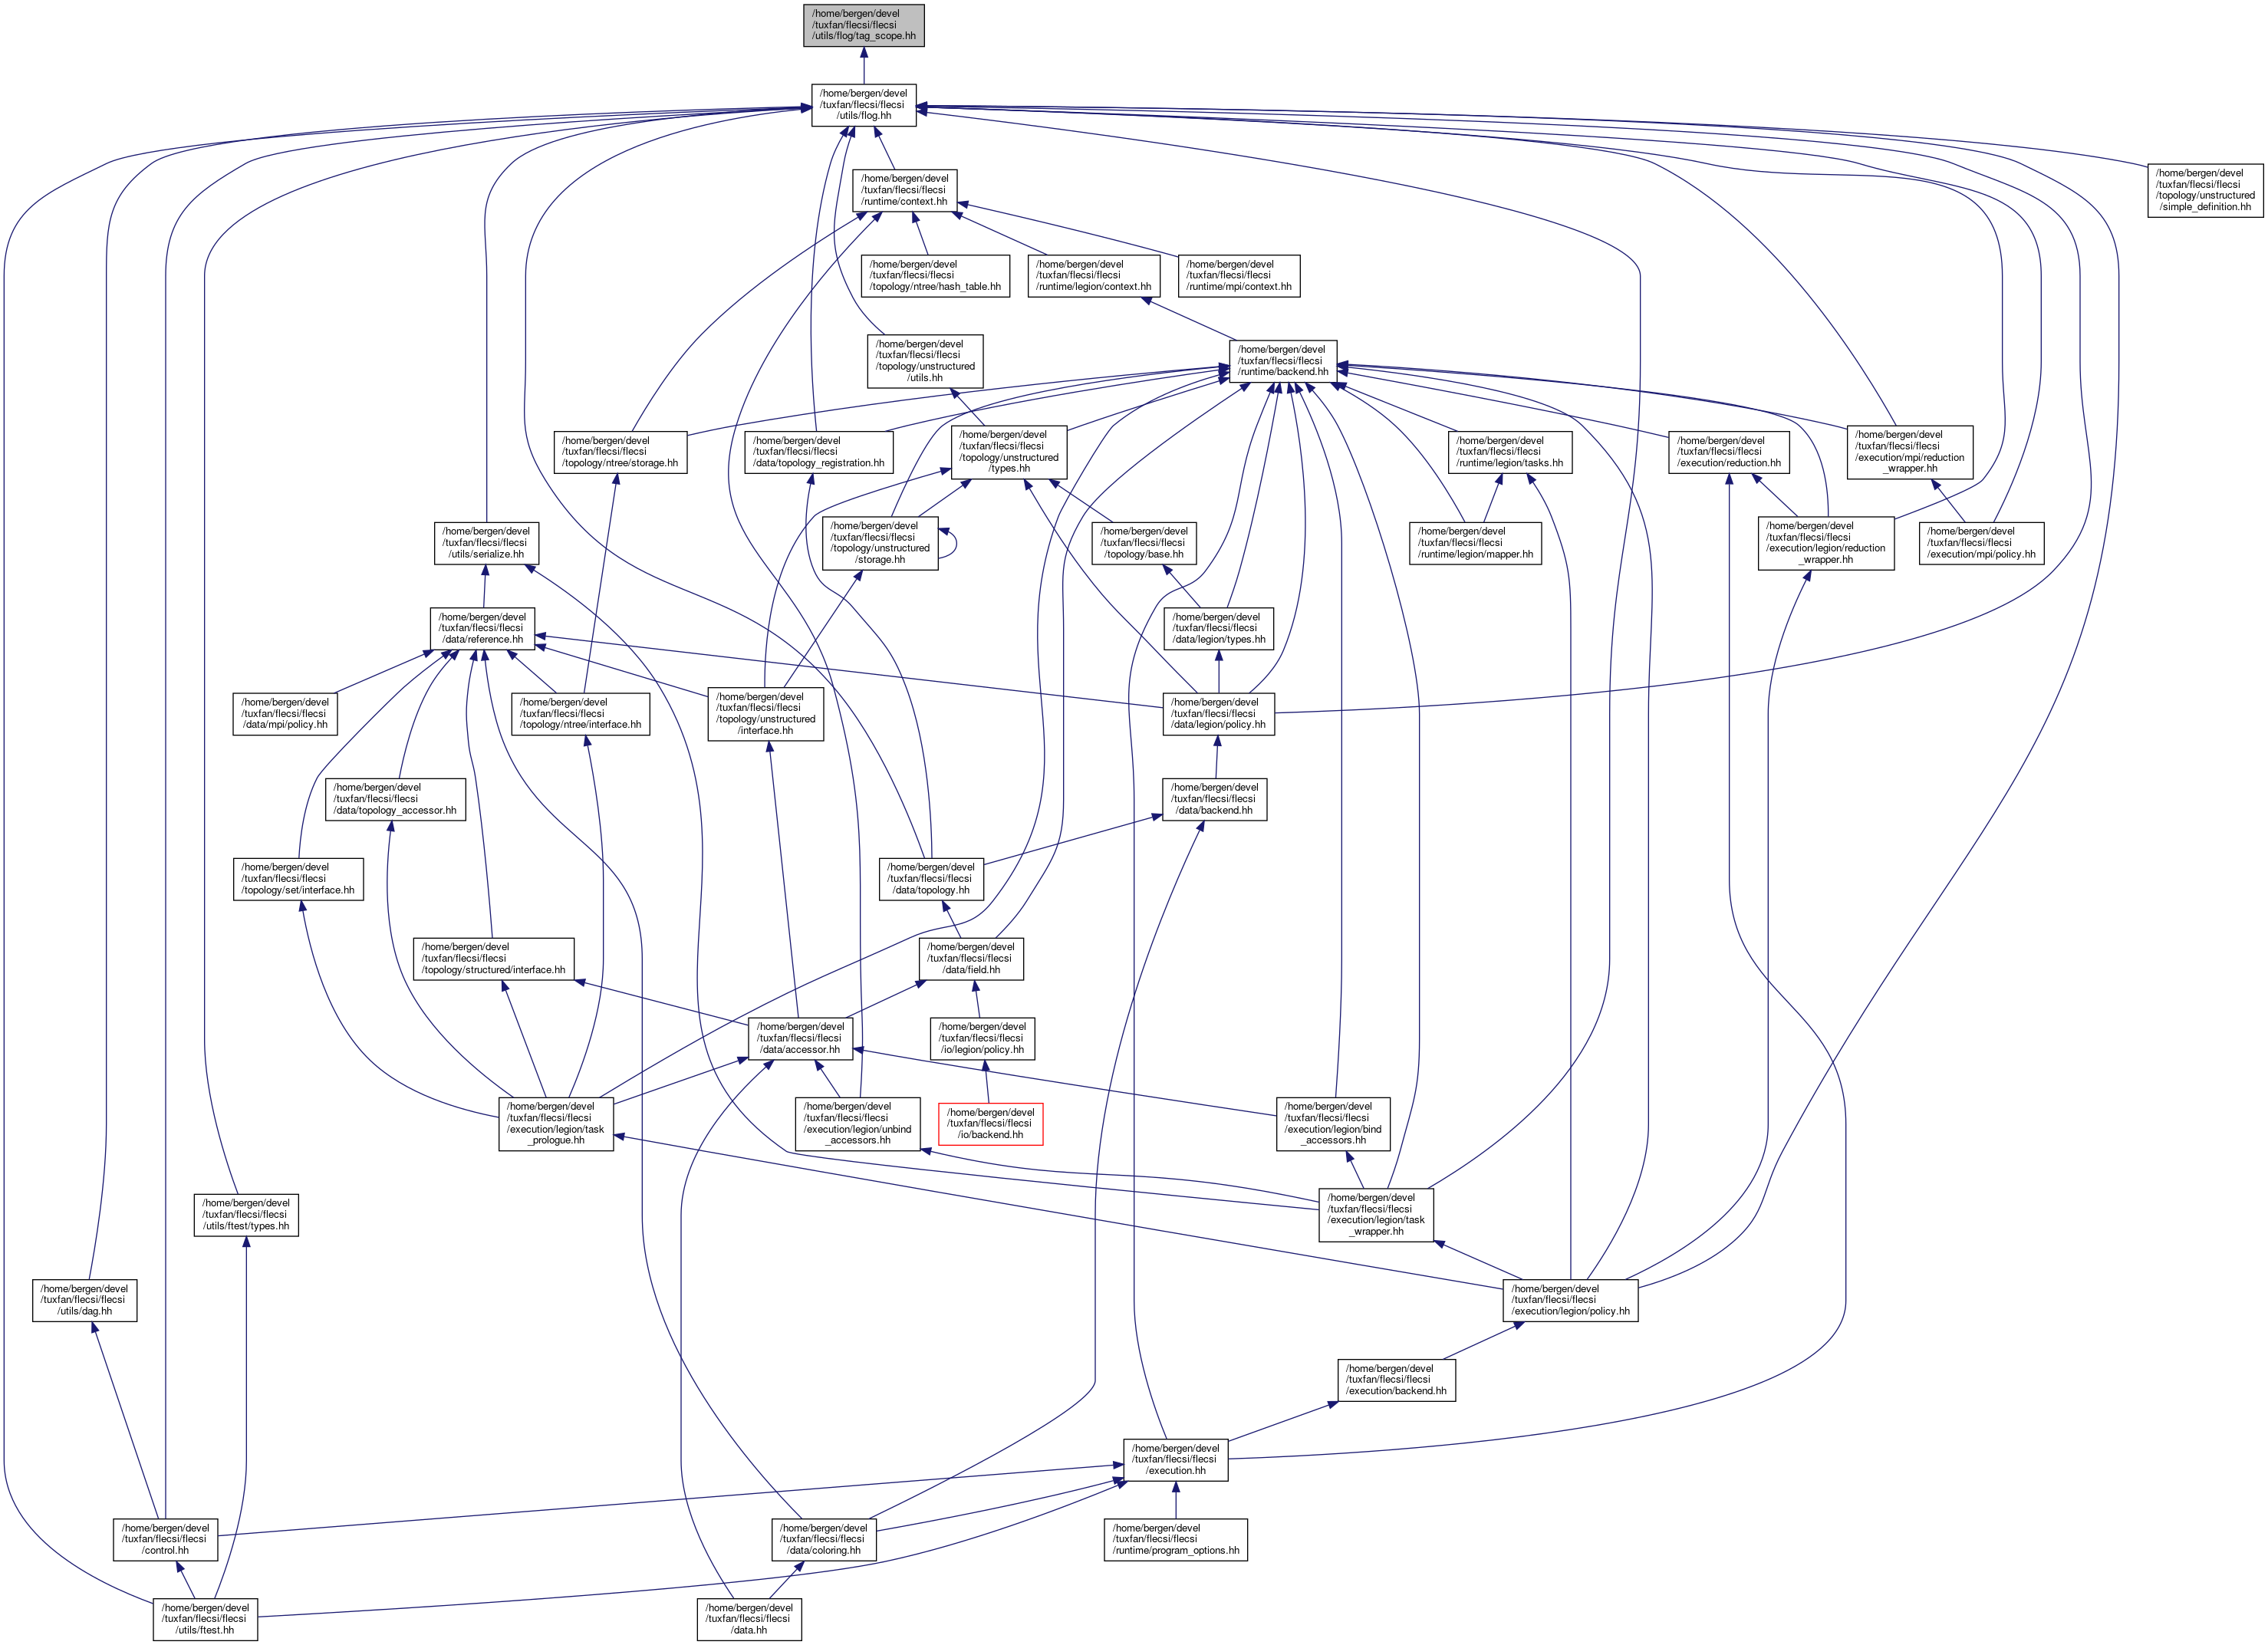 /home/bergen/devel
/tuxfan/flecsi/flecsi
/utils/flog/tag_scope.hh
/home/bergen/devel
/tuxfan/flecsi/flecsi
/utils/flog.hh
/home/bergen/devel
/tuxfan/flecsi/flecsi
/runtime/context.hh
/home/bergen/devel
/tuxfan/flecsi/flecsi
/topology/unstructured
/simple_definition.hh
/home/bergen/devel
/tuxfan/flecsi/flecsi
/topology/ntree/hash_table.hh
/home/bergen/devel
/tuxfan/flecsi/flecsi
/runtime/legion/context.hh
/home/bergen/devel
/tuxfan/flecsi/flecsi
/runtime/mpi/context.hh
/home/bergen/devel
/tuxfan/flecsi/flecsi
/topology/unstructured
/utils.hh
/home/bergen/devel
/tuxfan/flecsi/flecsi
/runtime/backend.hh
/home/bergen/devel
/tuxfan/flecsi/flecsi
/topology/ntree/storage.hh
/home/bergen/devel
/tuxfan/flecsi/flecsi
/data/topology_registration.hh
/home/bergen/devel
/tuxfan/flecsi/flecsi
/topology/unstructured
/types.hh
/home/bergen/devel
/tuxfan/flecsi/flecsi
/runtime/legion/tasks.hh
/home/bergen/devel
/tuxfan/flecsi/flecsi
/execution/reduction.hh
/home/bergen/devel
/tuxfan/flecsi/flecsi
/execution/mpi/reduction
_wrapper.hh
/home/bergen/devel
/tuxfan/flecsi/flecsi
/utils/serialize.hh
/home/bergen/devel
/tuxfan/flecsi/flecsi
/topology/unstructured
/storage.hh
/home/bergen/devel
/tuxfan/flecsi/flecsi
/topology/base.hh
/home/bergen/devel
/tuxfan/flecsi/flecsi
/runtime/legion/mapper.hh
/home/bergen/devel
/tuxfan/flecsi/flecsi
/execution/legion/reduction
_wrapper.hh
/home/bergen/devel
/tuxfan/flecsi/flecsi
/execution/mpi/policy.hh
/home/bergen/devel
/tuxfan/flecsi/flecsi
/data/reference.hh
/home/bergen/devel
/tuxfan/flecsi/flecsi
/data/legion/types.hh
/home/bergen/devel
/tuxfan/flecsi/flecsi
/data/mpi/policy.hh
/home/bergen/devel
/tuxfan/flecsi/flecsi
/topology/ntree/interface.hh
/home/bergen/devel
/tuxfan/flecsi/flecsi
/topology/unstructured
/interface.hh
/home/bergen/devel
/tuxfan/flecsi/flecsi
/data/legion/policy.hh
/home/bergen/devel
/tuxfan/flecsi/flecsi
/data/topology_accessor.hh
/home/bergen/devel
/tuxfan/flecsi/flecsi
/data/backend.hh
/home/bergen/devel
/tuxfan/flecsi/flecsi
/topology/set/interface.hh
/home/bergen/devel
/tuxfan/flecsi/flecsi
/data/topology.hh
/home/bergen/devel
/tuxfan/flecsi/flecsi
/topology/structured/interface.hh
/home/bergen/devel
/tuxfan/flecsi/flecsi
/data/field.hh
/home/bergen/devel
/tuxfan/flecsi/flecsi
/data/accessor.hh
/home/bergen/devel
/tuxfan/flecsi/flecsi
/io/legion/policy.hh
/home/bergen/devel
/tuxfan/flecsi/flecsi
/execution/legion/task
_prologue.hh
/home/bergen/devel
/tuxfan/flecsi/flecsi
/execution/legion/unbind
_accessors.hh
/home/bergen/devel
/tuxfan/flecsi/flecsi
/io/backend.hh
/home/bergen/devel
/tuxfan/flecsi/flecsi
/execution/legion/bind
_accessors.hh
/home/bergen/devel
/tuxfan/flecsi/flecsi
/utils/ftest/types.hh
/home/bergen/devel
/tuxfan/flecsi/flecsi
/execution/legion/task
_wrapper.hh
/home/bergen/devel
/tuxfan/flecsi/flecsi
/utils/dag.hh
/home/bergen/devel
/tuxfan/flecsi/flecsi
/execution/legion/policy.hh
/home/bergen/devel
/tuxfan/flecsi/flecsi
/execution/backend.hh
/home/bergen/devel
/tuxfan/flecsi/flecsi
/execution.hh
/home/bergen/devel
/tuxfan/flecsi/flecsi
/control.hh
/home/bergen/devel
/tuxfan/flecsi/flecsi
/data/coloring.hh
/home/bergen/devel
/tuxfan/flecsi/flecsi
/runtime/program_options.hh
/home/bergen/devel
/tuxfan/flecsi/flecsi
/utils/ftest.hh
/home/bergen/devel
/tuxfan/flecsi/flecsi
/data.hh